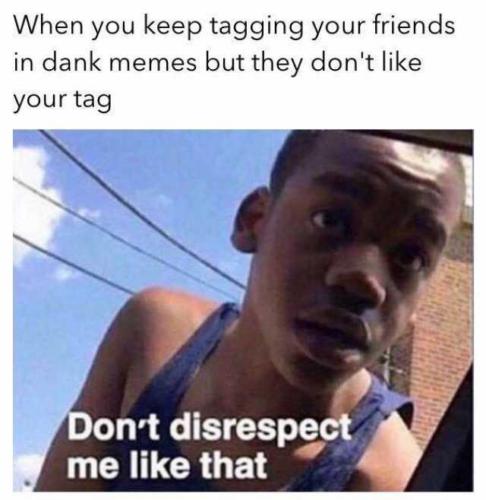 When you keep tagging your friends
in dank memes but they don't like
your tag
Don't disrespect
me like that